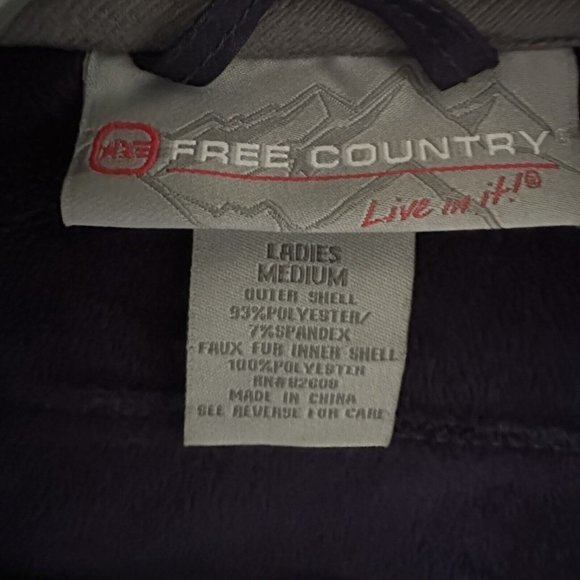 FREE COUNTRY
Live in it!®
LADIES
MEDIUM
OUTER SHELL
93%POLYESTER/
7%SPANDEX
FAUX FUR INNER SHELL
100%POLYESTER
RN#82608
MADE IN CHINA
SEE REVERSE FOR CARE